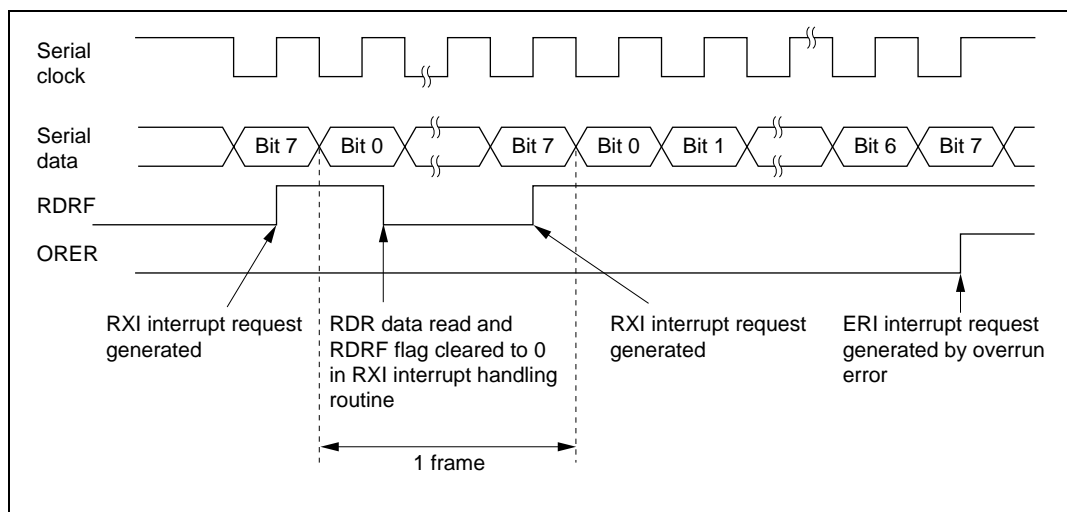 Serial
clock
Serial
data
Bit 7
Bit 0
Bit 7
Bit 0
Bit 1
Bit 6
Bit 7
RDRF
ORER
RXI interrupt request
generated
RDR data read and
RDRF flag cleared to 0
in RXI interrupt handling
routine
RXI interrupt request
generated
ERI interrupt request
generated by overrun
error
1 frame